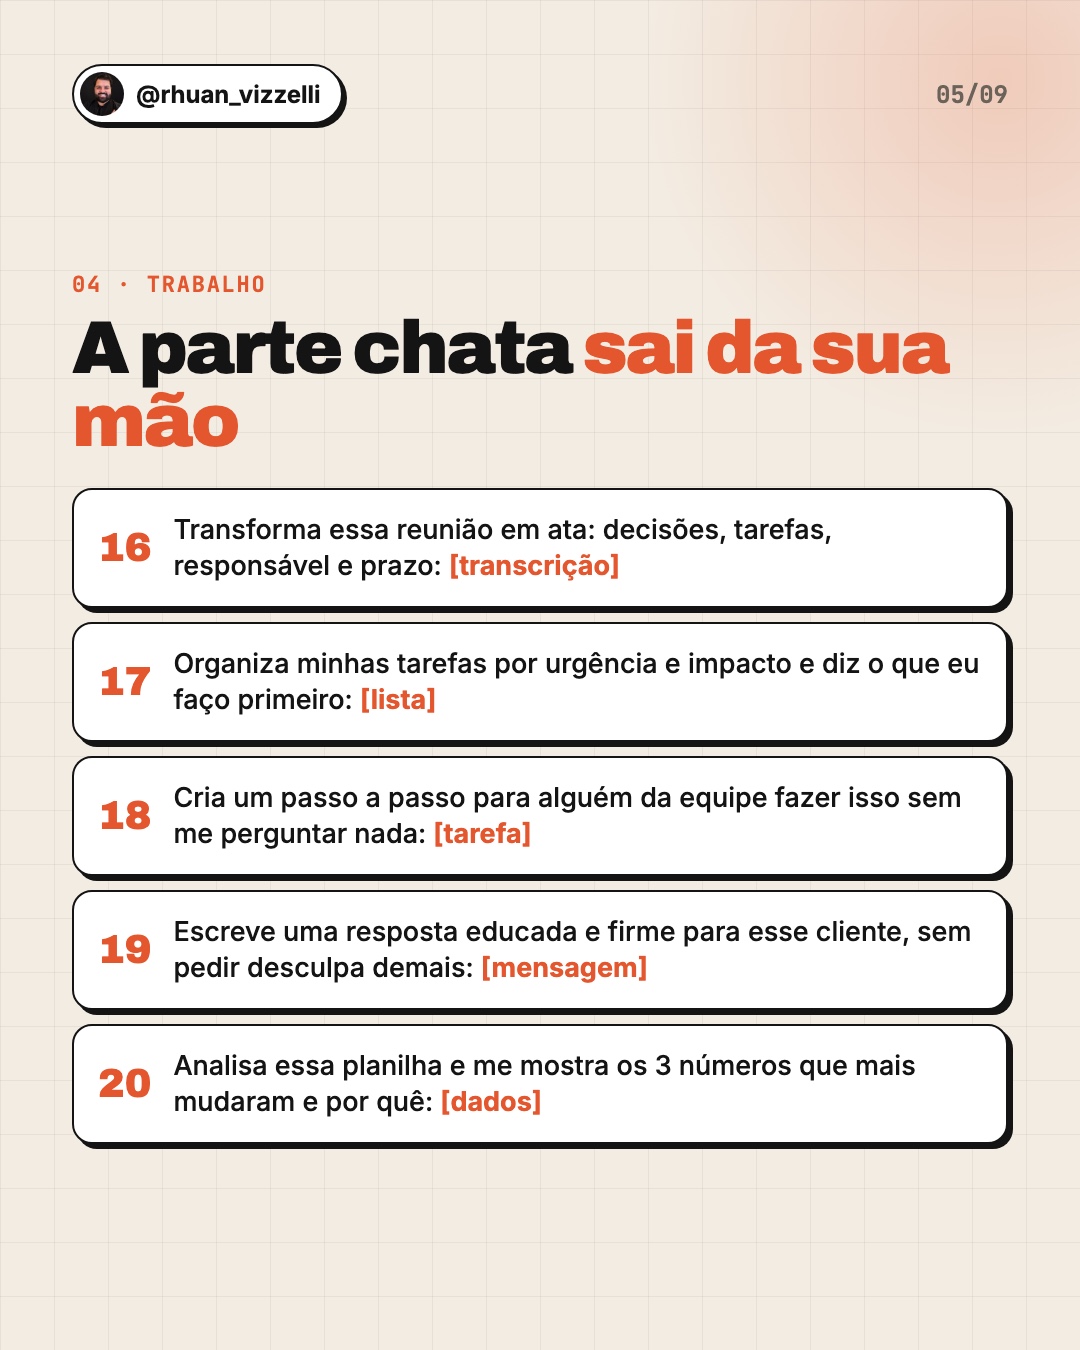 @rhuan_vizzelli
05/09
04 · TRABALHO
A parte chata sai da sua
mão
16
Transforma essa reunião em ata: decisões, tarefas,
responsável e prazo: [transcrição]
17
Organiza minhas tarefas por urgência e impacto e diz o que eu
faço primeiro: [lista]
18
Cria um passo a passo para alguém da equipe fazer isso sem
me perguntar nada: [tarefa]
19
Escreve uma resposta educada e firme para esse cliente, sem
pedir desculpa demais: [mensagem]
20
Analisa essa planilha e me mostra os 3 números que mais
mudaram e por quê: [dados]